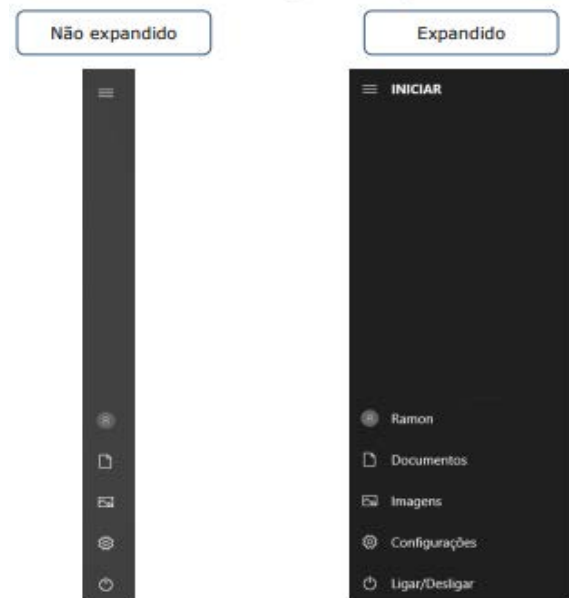 Não expandido
Expandido
INICIAR
Ramon
Documentos
Imagens
Configurações
Ligar/Desligar